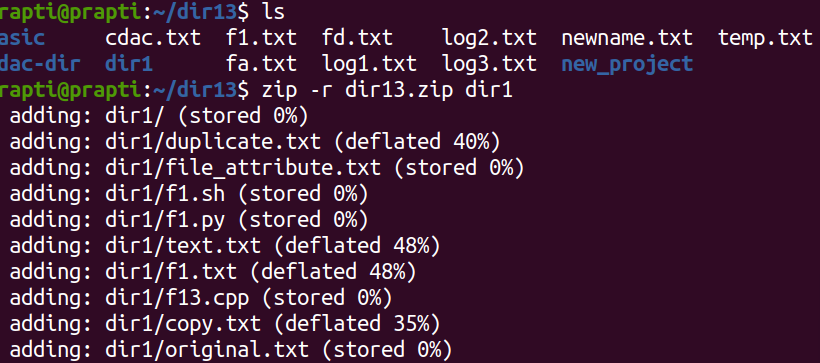 rapti@prapti:~/dir13$ ls
asic cdac.txt f1.txt fd.txt log2.txt newname.txt temp.txt
dac-dir dir1 fa.txt log1.txt log3.txt new_project
rapti@prapti:~/dir13$ zip -r dir13.zip dir1
adding: dir1/ (stored 0%)
adding: dir1/duplicate.txt (deflated 40%)
adding: dir1/file_attribute.txt (stored 0%)
adding: dir1/f1.sh (stored 0%)
adding: dir1/f1.py (stored 0%)
adding: dir1/text.txt (deflated 48%)
adding: dir1/f1.txt (deflated 48%)
adding: dir1/f13.cpp (stored 0%)
adding: dir1/copy.txt (deflated 35%)
adding: dir1/original.txt (stored 0%)